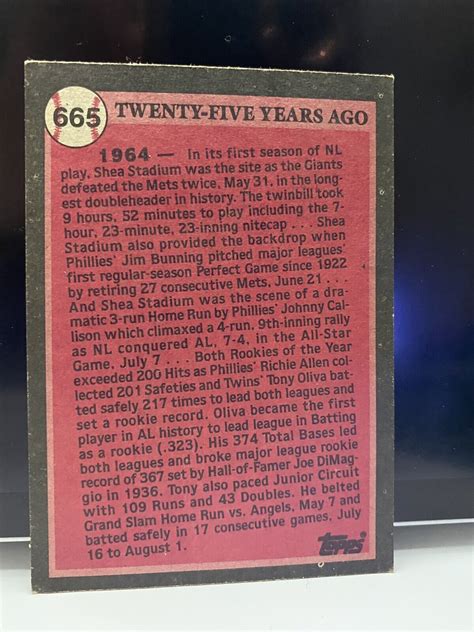 665 TWENTY-FIVE YEARS AGO
1964 — In its first season of NL
play, Shea Stadium was the site as the Giants
defeated the Mets twice, May 31, in the long-
est doubleheader in history. The twinbill took
9 hours, 52 minutes to play including the 7-
hour, 23-minute, 23-inning nitecap . . . Shea
Stadium also provided the backdrop when
Phillies' Jim Bunning pitched major leagues'
first regular-season Perfect Game since 1922
by retiring 27 consecutive Mets, June 21 . . .
And Shea Stadium was the scene of a dra-
matic 3-run Home Run by Phillies' Johnny Cal-
lison which climaxed a 4-run, 9th-inning rally
as NL conquered AL, 7-4, in the All-Star
Game, July 7 . . . Both Rookies of the Year
exceeded 200 Hits as Phillies' Richie Allen col-
lected 201 Safeties and Twins' Tony Oliva bat-
ted safely 217 times to lead both leagues and
set a rookie record. Oliva became the first
player in AL history to lead league in Batting
as a rookie (.323). His 374 Total Bases led
both leagues and broke major league rookie
record of 367 set by Hall-of-Famer Joe DiMag-
gio in 1936. Tony also paced Junior Circuit
with 109 Runs and 43 Doubles. He belted
Grand Slam Home Run vs. Angels, May 7 and
batted safely in 17 consecutive games, July
16 to August 1.
Topps